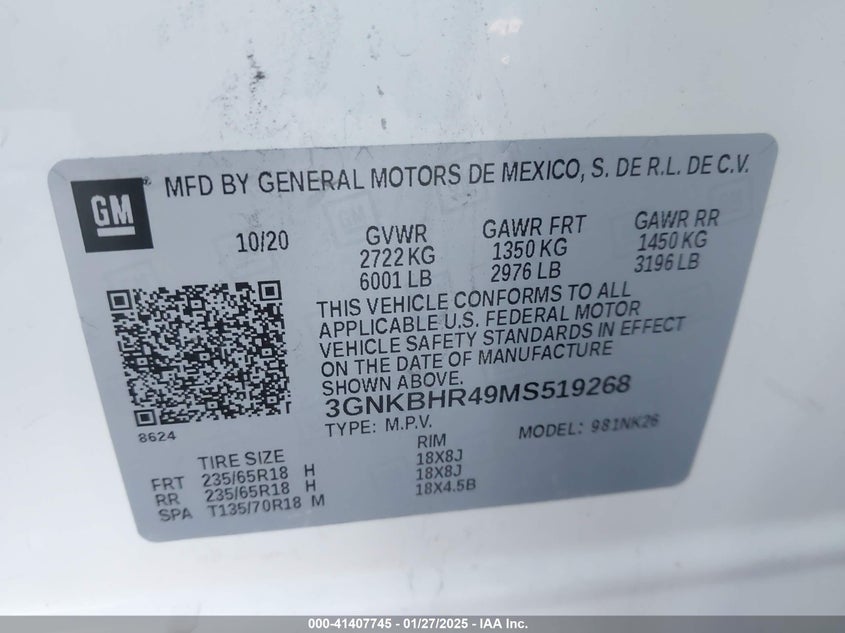 GM
MFD BY GENERAL MOTORS DE MEXICO, S. DE R.L. DE C.V.
10/20
GVWR
2722 KG
6001 LB
GAWR FRT
1350 KG
2976 LB
GAWR RR
1450 KG
3196 LB
THIS VEHICLE CONFORMS TO ALL
APPLICABLE U.S. FEDERAL MOTOR
VEHICLE SAFETY STANDARDS IN EFFECT
ON THE DATE OF MANUFACTURE
SHOWN ABOVE.
3GNKBHR49MS519268
8624
TYPE: M.P.V.
MODEL: 981NK26
TIRE SIZE RIM
FRT 235/65R18 H 18X8J
RR 235/65R18 H 18X8J
SPA T135/70R18 M 18X4.5B
000-41407745 — 01/27/2025 - IAA Inc.